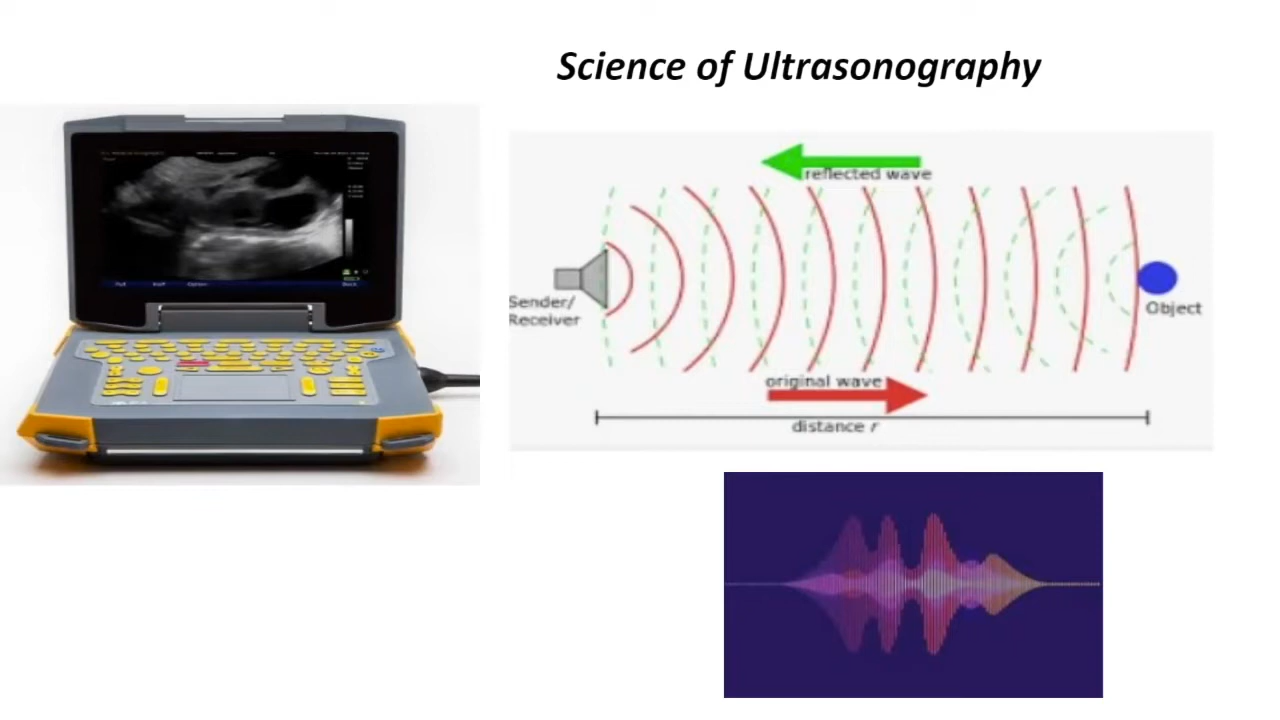 Science of Ultrasonography
reflected wave
Sender/
Receiver
Object
original wave
distance r